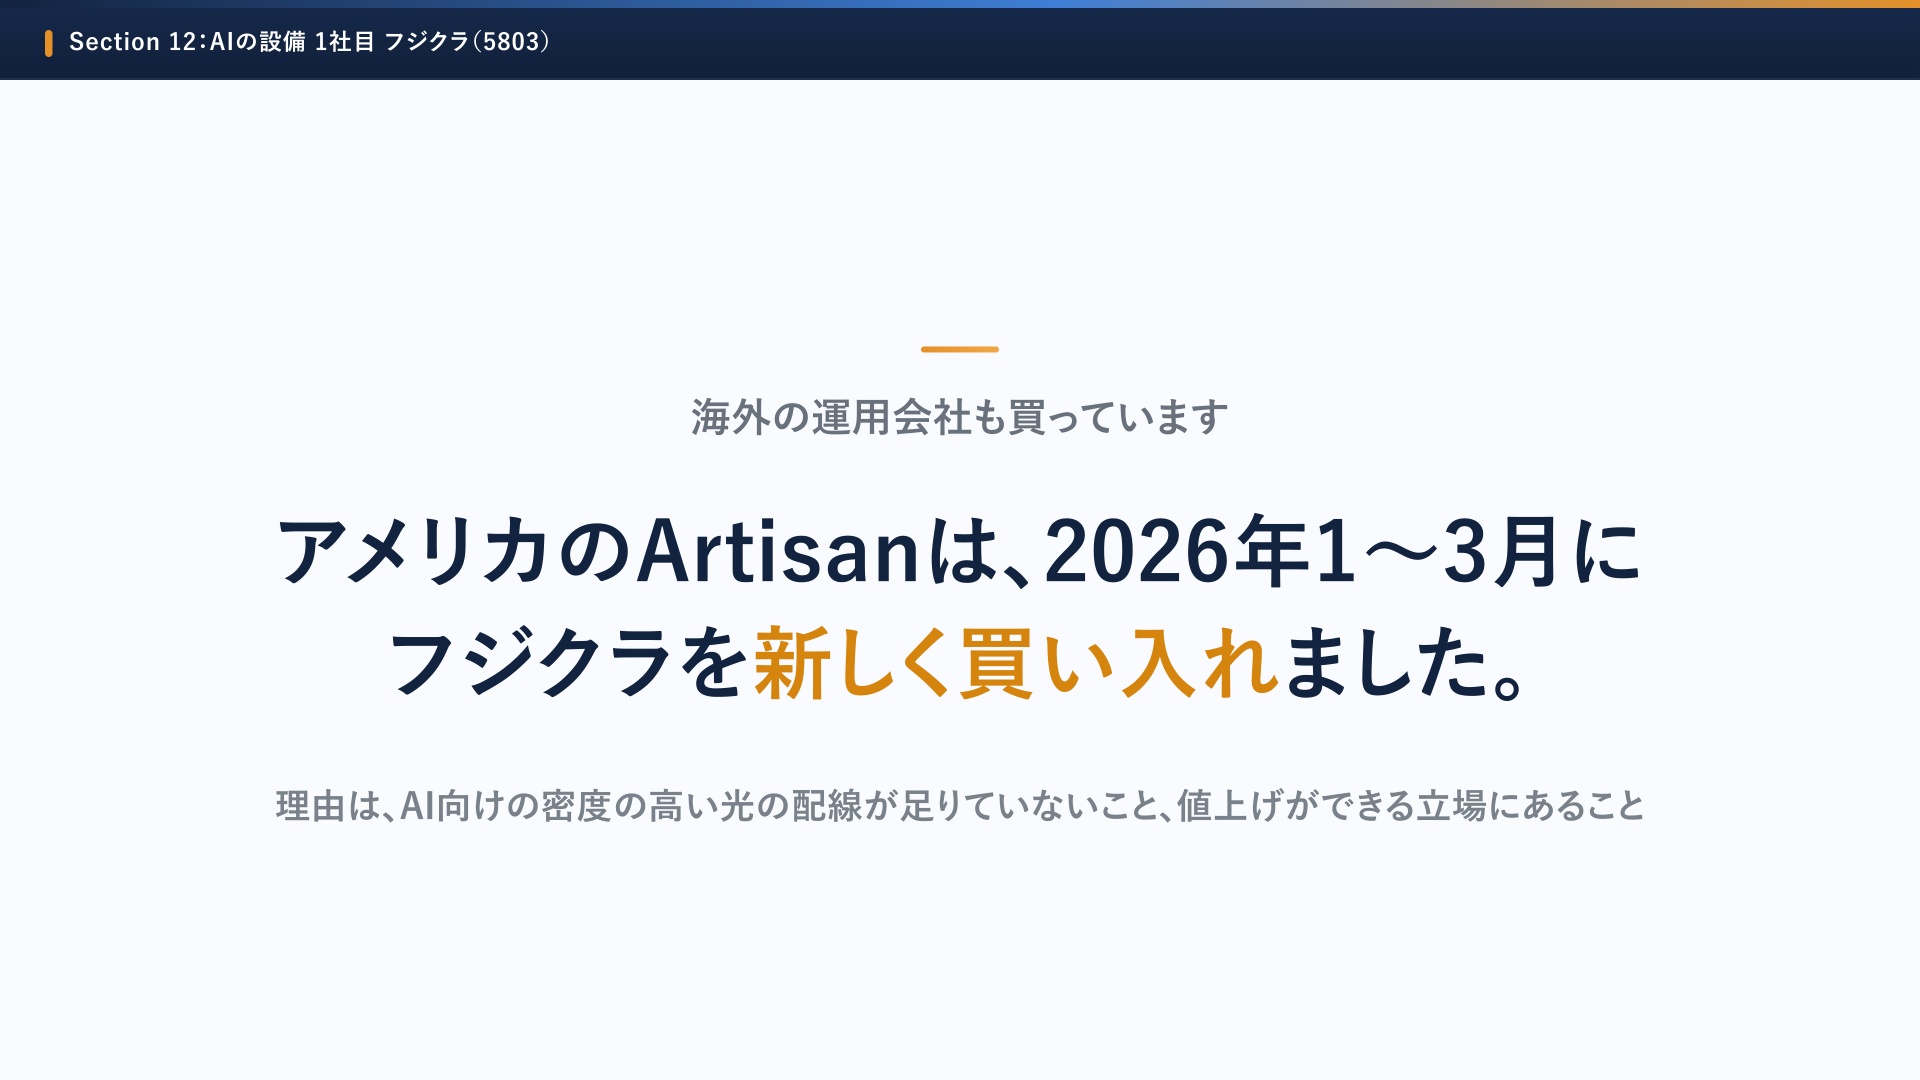 Section 12：AIの設備 1社目 フジクラ（5803）
海外の運用会社も買っています
アメリカのArtisanは、2026年1〜3月に
フジクラを新しく買い入れました。
理由は、AI向けの密度の高い光の配線が足りていないこと、値上げができる立場にあること